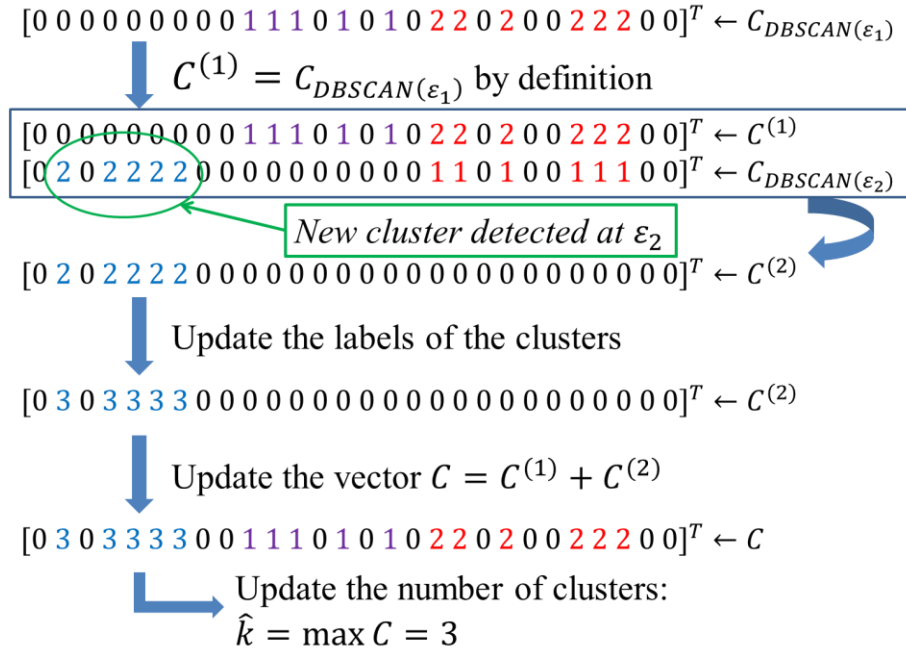 [0 0 0 0 0 0 0 0 0 1 1 1 0 1 0 1 0 2 2 0 2 0 0 2 2 2 0 0]ᵀ ← C_{DBSCAN(ε₁)}
C⁽¹⁾ = C_{DBSCAN(ε₁)} by definition
[0 0 0 0 0 0 0 0 0 1 1 1 0 1 0 1 0 2 2 0 2 0 0 2 2 2 0 0]ᵀ ← C⁽¹⁾
[0 2 0 2 2 2 2 0 0 0 0 0 0 0 0 0 0 1 1 0 1 0 0 1 1 1 0 0]ᵀ ← C_{DBSCAN(ε₂)}
New cluster detected at ε₂
[0 2 0 2 2 2 2 0 0 0 0 0 0 0 0 0 0 0 0 0 0 0 0 0 0 0 0 0]ᵀ ← C⁽²⁾
Update the labels of the clusters
[0 3 0 3 3 3 3 0 0 0 0 0 0 0 0 0 0 0 0 0 0 0 0 0 0 0 0 0]ᵀ ← C⁽²⁾
Update the vector C = C⁽¹⁾ + C⁽²⁾
[0 3 0 3 3 3 3 0 0 1 1 1 0 1 0 1 0 2 2 0 2 0 0 2 2 2 0 0]ᵀ ← C
Update the number of clusters:
k̂ = max C = 3